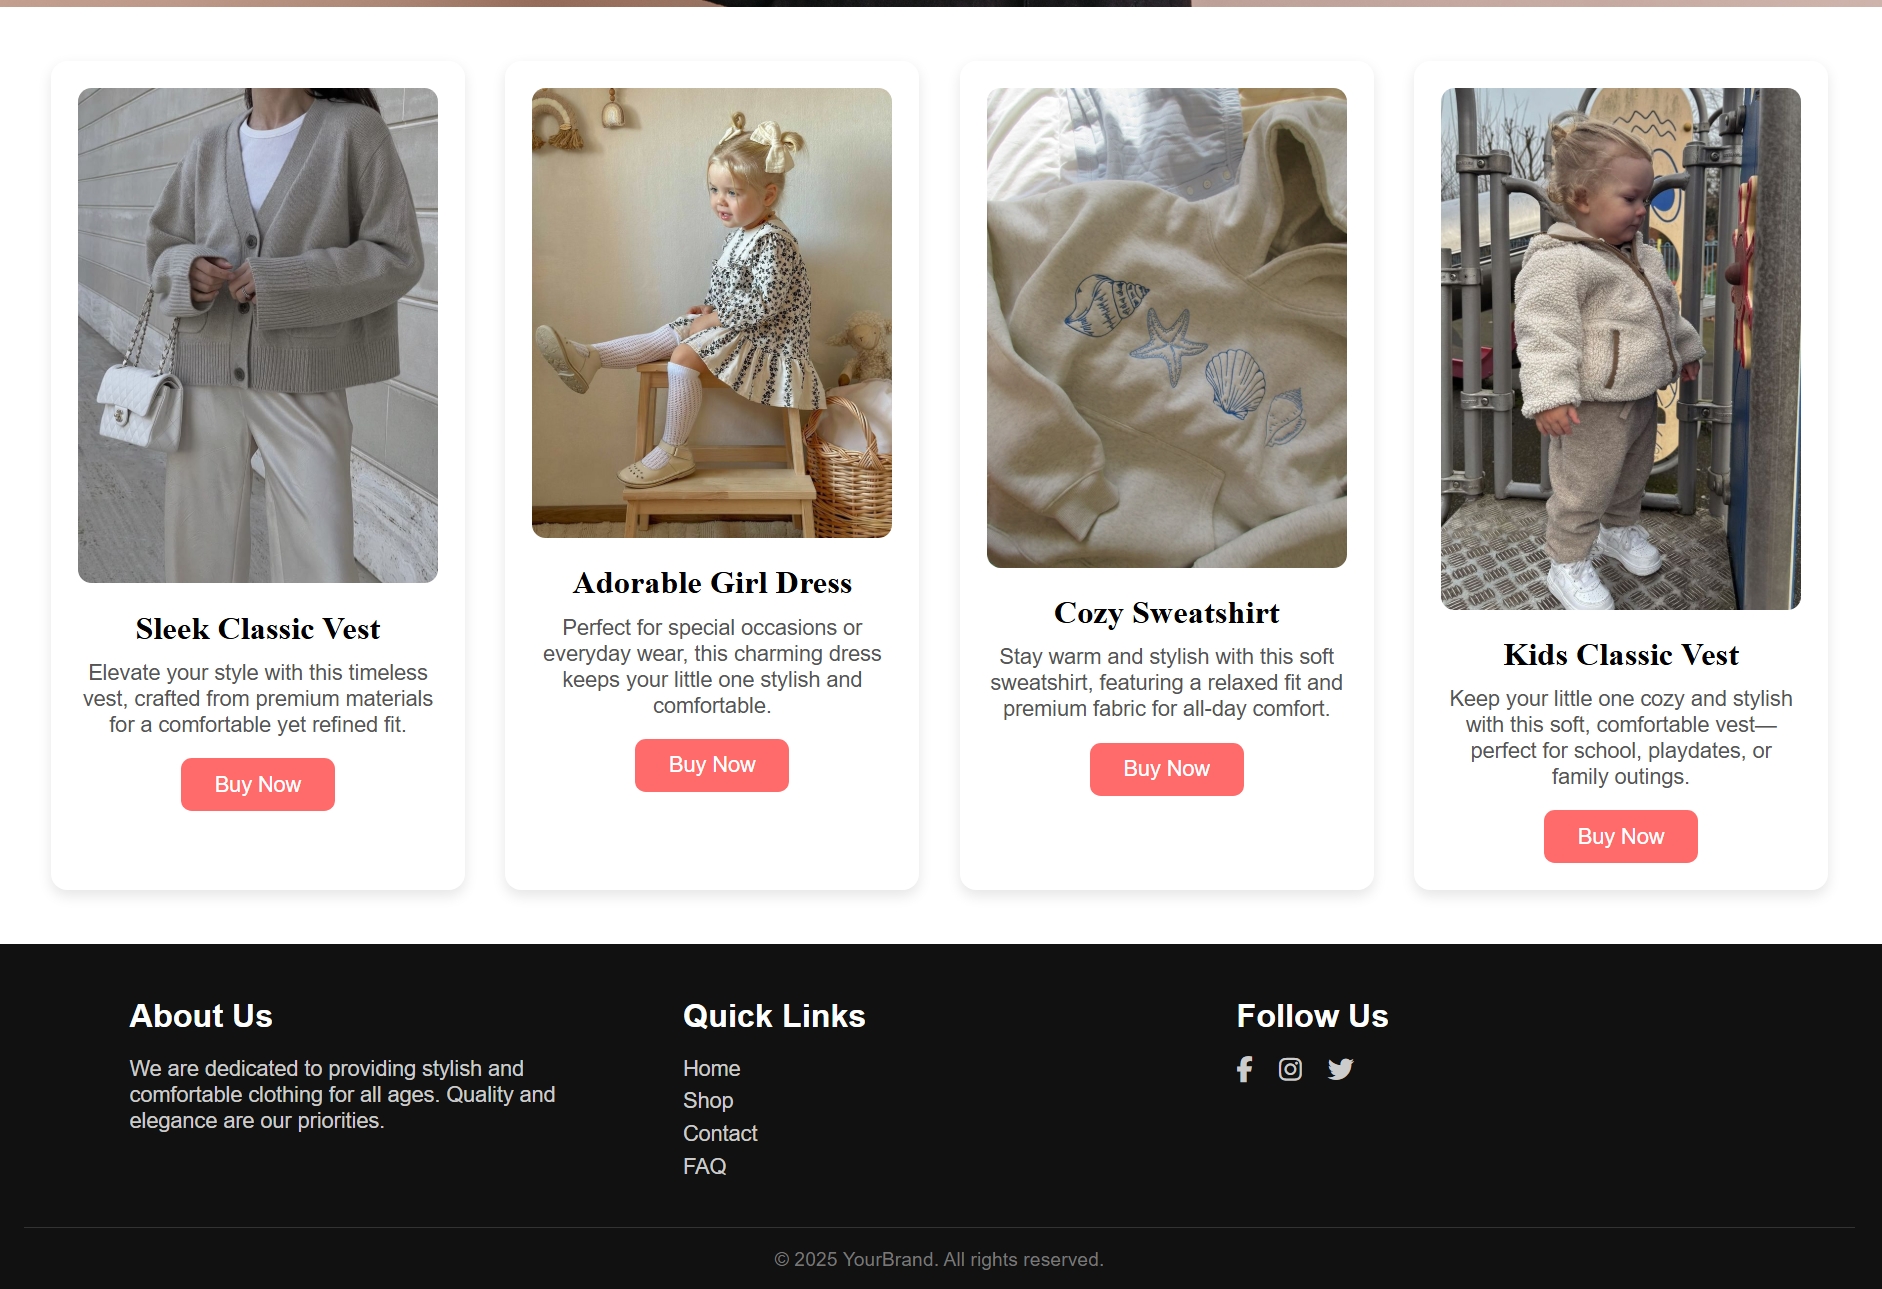 Sleek Classic Vest
Elevate your style with this timeless
vest, crafted from premium materials
for a comfortable yet refined fit.
Buy Now
Adorable Girl Dress
Perfect for special occasions or
everyday wear, this charming dress
keeps your little one stylish and
comfortable.
Buy Now
Cozy Sweatshirt
Stay warm and stylish with this soft
sweatshirt, featuring a relaxed fit and
premium fabric for all-day comfort.
Buy Now
Kids Classic Vest
Keep your little one cozy and stylish
with this soft, comfortable vest—
perfect for school, playdates, or
family outings.
Buy Now
About Us
We are dedicated to providing stylish and
comfortable clothing for all ages. Quality and
elegance are our priorities.
Quick Links
Home
Shop
Contact
FAQ
Follow Us
© 2025 YourBrand. All rights reserved.